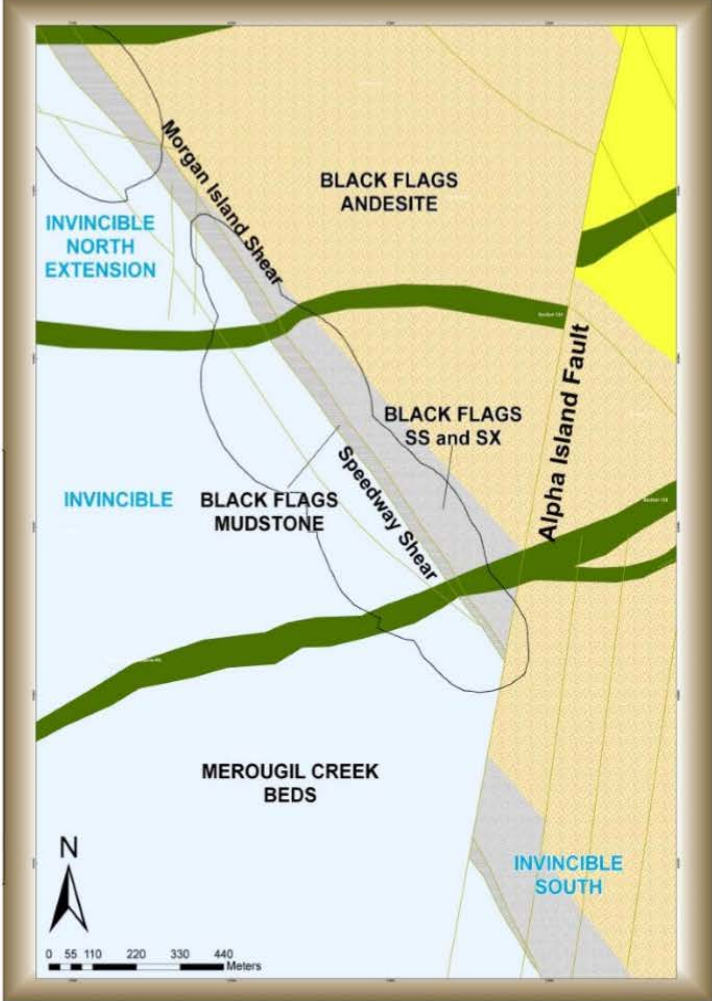 Morgan Island Shear
BLACK FLAGS
ANDESITE
INVINCIBLE
NORTH
EXTENSION
Alpha Island Fault
BLACK FLAGS
SS and SX
INVINCIBLE
BLACK FLAGS
MUDSTONE
Speedway Shear
MEROUGIL CREEK
BEDS
N
INVINCIBLE
SOUTH
0 55 110 220 330 440
Meters